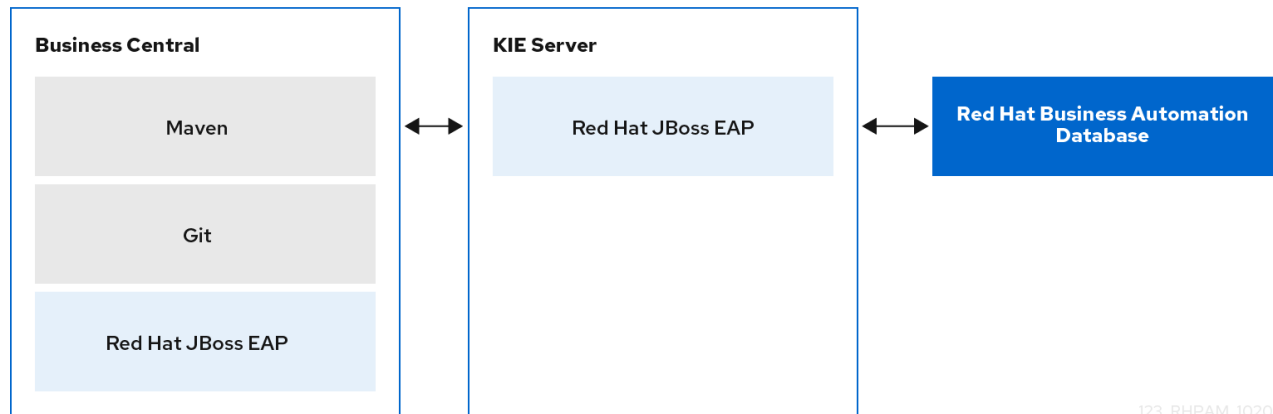 Business Central
Maven
Git
Red Hat JBoss EAP
KIE Server
Red Hat JBoss EAP
Red Hat Business Automation
Database
123_RHPAM_1020